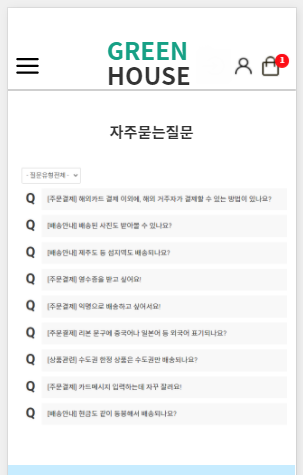 GREEN
HOUSE
1
자주묻는질문
- 질문유형전체 -
Q [주문결제] 해외카드 결제 이외에, 해외 거주자가 결제할 수 있는 방법이 있나요?
Q [배송안내] 배송된 사진도 받아볼 수 있나요?
Q [배송안내] 제주도 등 섬지역도 배송되나요?
Q [주문결제] 영수증을 받고 싶어요!
Q [주문결제] 익명으로 배송하고 싶어서요!
Q [주문결제] 리본 문구에 중국어나 일본어 등 외국어 표기되나요?
Q [상품관련] 수도권 한정 상품은 수도권만 배송되나요?
Q [주문결제] 카드메시지 입력하는데 자꾸 잘려요!
Q [배송안내] 현금도 같이 동봉해서 배송되나요?